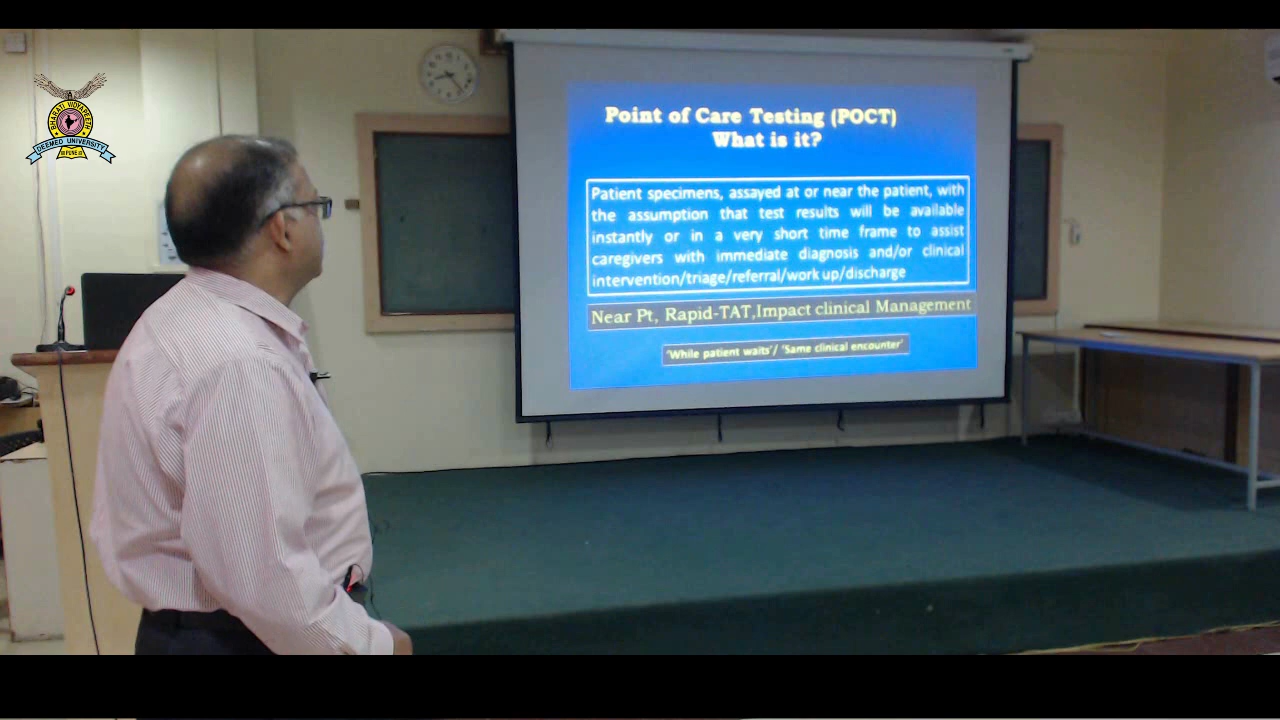 BHARATI VIDYAPEETH
DEEMED UNIVERSITY
Point of Care Testing (POCT)
What is it?
Patient specimens, assayed at or near the patient, with
the assumption that test results will be available
instantly or in a very short time frame to assist
caregivers with immediate diagnosis and/or clinical
intervention/triage/referral/work up/discharge
Near Pt, Rapid-TAT,Impact clinical Management
‘While patient waits’/ ‘Same clinical encounter’